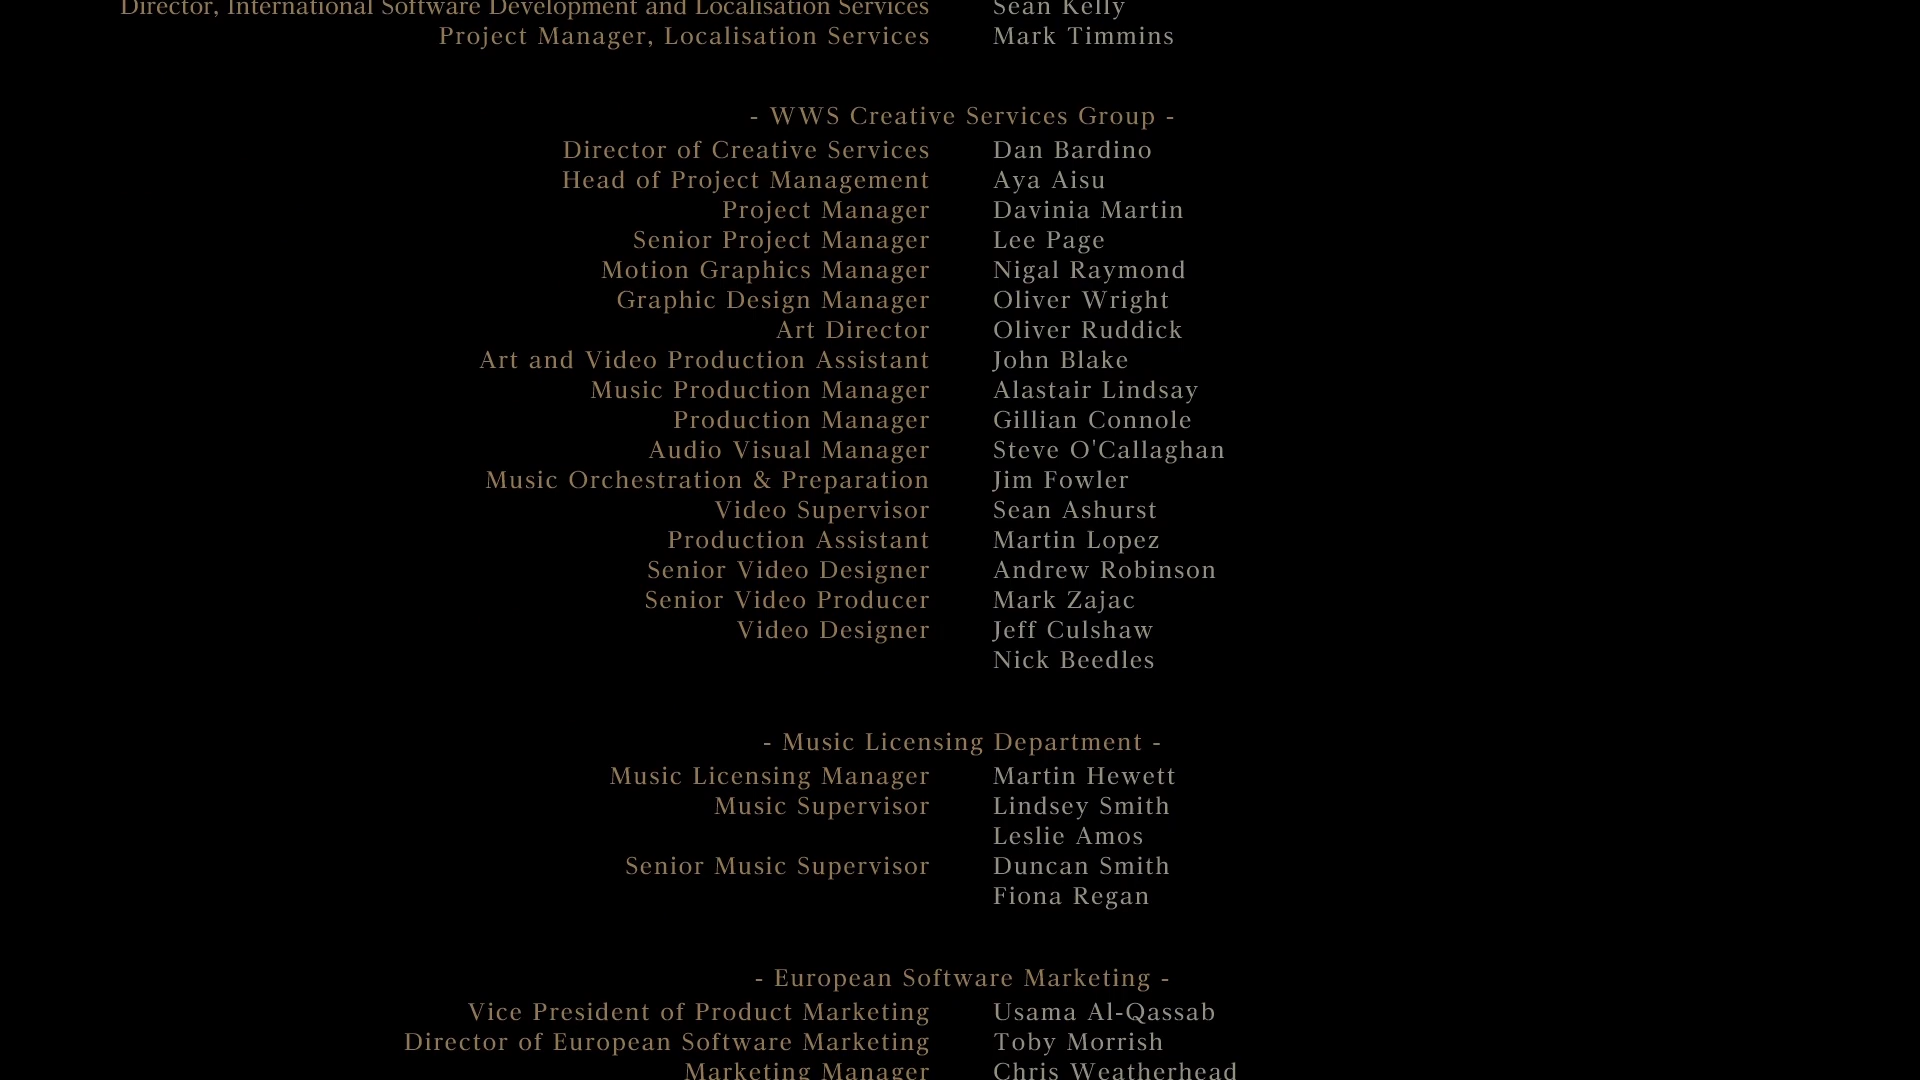 Director, International Software Development and Localisation Services Sean Kelly
Project Manager, Localisation Services Mark Timmins
- WWS Creative Services Group -
Director of Creative Services Dan Bardino
Head of Project Management Aya Aisu
Project Manager Davinia Martin
Senior Project Manager Lee Page
Motion Graphics Manager Nigal Raymond
Graphic Design Manager Oliver Wright
Art Director Oliver Ruddick
Art and Video Production Assistant John Blake
Music Production Manager Alastair Lindsay
Production Manager Gillian Connole
Audio Visual Manager Steve O'Callaghan
Music Orchestration & Preparation Jim Fowler
Video Supervisor Sean Ashurst
Production Assistant Martin Lopez
Senior Video Designer Andrew Robinson
Senior Video Producer Mark Zajac
Video Designer Jeff Culshaw
Nick Beedles
- Music Licensing Department -
Music Licensing Manager Martin Hewett
Music Supervisor Lindsey Smith
Leslie Amos
Senior Music Supervisor Duncan Smith
Fiona Regan
- European Software Marketing -
Vice President of Product Marketing Usama Al-Qassab
Director of European Software Marketing Toby Morrish
Marketing Manager Chris Weatherhead